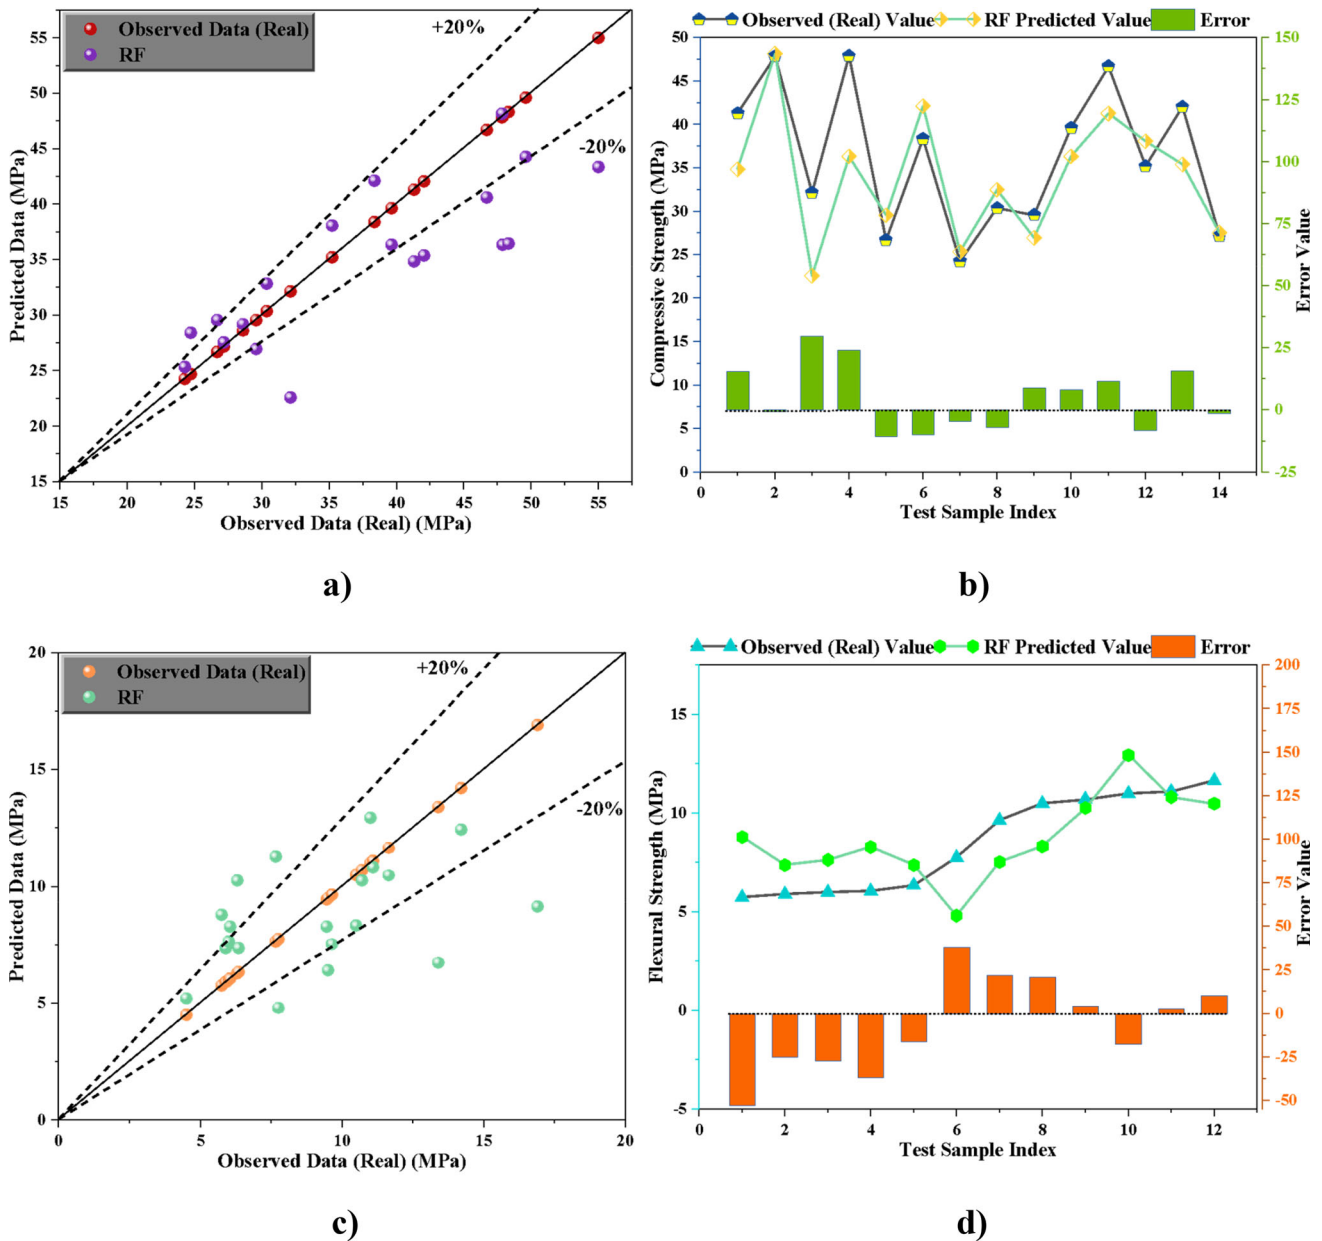 Observed Data (Real)
RF
+20%
-20%
55
50
45
40
35
30
25
20
15
Predicted Data (MPa)
15 20 25 30 35 40 45 50 55
Observed Data (Real) (MPa)
a)
Observed (Real) Value RF Predicted Value Error
50
45
40
35
30
25
20
15
10
5
0
Compressive Strength (MPa)
150
125
100
75
50
25
0
-25
Error Value
0 2 4 6 8 10 12 14
Test Sample Index
b)
Observed Data (Real)
RF
+20%
-20%
20
15
10
5
0
Predicted Data (MPa)
0 5 10 15 20
Observed Data (Real) (MPa)
c)
Observed (Real) Value RF Predicted Value Error
15
10
5
0
-5
Flexural Strength (MPa)
200
175
150
125
100
75
50
25
0
-25
-50
Error Value
0 2 4 6 8 10 12
Test Sample Index
d)